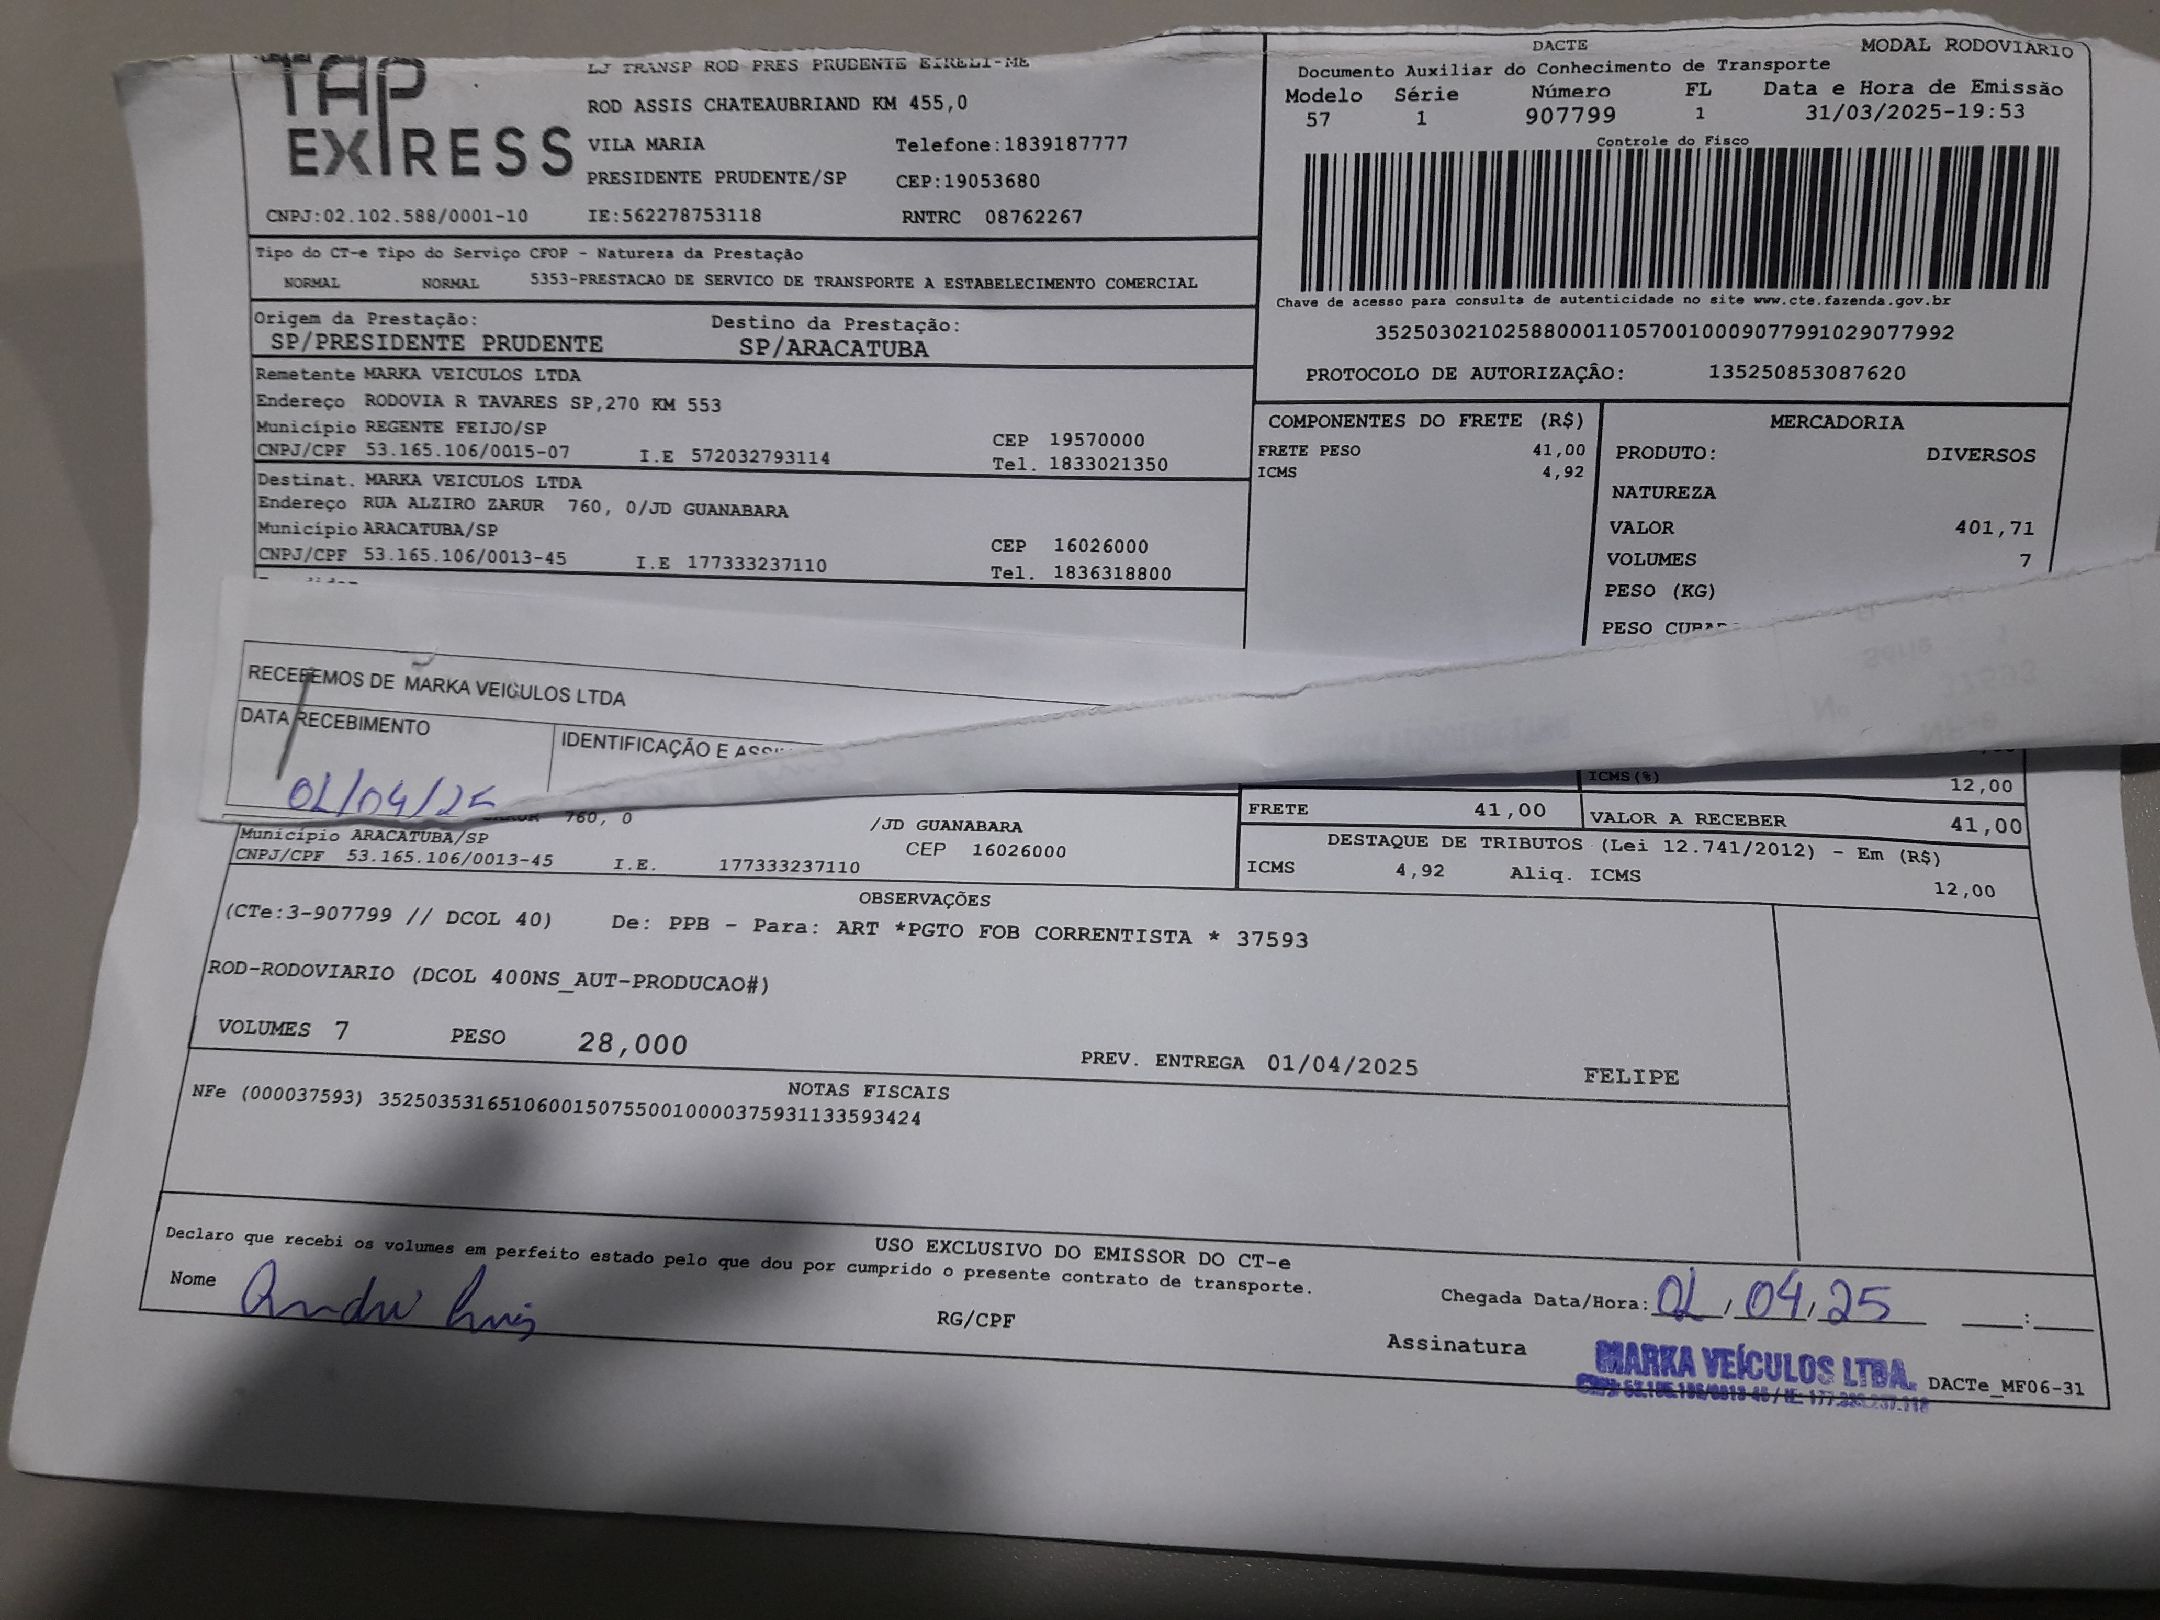 TAP EXPRESS
LJ TRANSP ROD PRES PRUDENTE EIRELI-ME
ROD ASSIS CHATEAUBRIAND KM 455,0
VILA MARIA Telefone:1839187777
PRESIDENTE PRUDENTE/SP CEP:19053680
CNPJ:02.102.588/0001-10 IE:562278753118 RNTRC 08762267
DACTE MODAL RODOVIÁRIO
Documento Auxiliar do Conhecimento de Transporte
Modelo Série Número FL Data e Hora de Emissão
57 1 907799 1 31/03/2025-19:53
Controle do Fisco
Chave de acesso para consulta de autenticidade no site www.cte.fazenda.gov.br
35250302102588000110570010009077991029077992
PROTOCOLO DE AUTORIZAÇÃO: 135250853087620
Tipo do CT-e Tipo do Serviço CFOP - Natureza da Prestação
NORMAL NORMAL 5353-PRESTACAO DE SERVICO DE TRANSPORTE A ESTABELECIMENTO COMERCIAL
Origem da Prestação: Destino da Prestação:
SP/PRESIDENTE PRUDENTE SP/ARACATUBA
Remetente MARKA VEICULOS LTDA
Endereço RODOVIA R TAVARES SP,270 KM 553
Município REGENTE FEIJO/SP CEP 19570000
CNPJ/CPF 53.165.106/0015-07 I.E 572032793114 Tel. 1833021350
Destinat. MARKA VEICULOS LTDA
Endereço RUA ALZIRO ZARUR 760, 0/JD GUANABARA
Município ARACATUBA/SP CEP 16026000
CNPJ/CPF 53.165.106/0013-45 I.E 177333237110 Tel. 1836318800
COMPONENTES DO FRETE (R$)
FRETE PESO 41,00
ICMS 4,92
MERCADORIA
PRODUTO: DIVERSOS
NATUREZA
VALOR 401,71
VOLUMES 7
PESO (KG)
PESO
RECEBEMOS DE MARKA VEICULOS LTDA
DATA RECEBIMENTO IDENTIFICAÇÃO E
01/04/25
ICMS(%) 12,00
760, 0 /JD GUANABARA
Município ARACATUBA/SP CEP 16026000
CNPJ/CPF 53.165.106/0013-45 I.E. 177333237110
FRETE 41,00 VALOR A RECEBER 41,00
DESTAQUE DE TRIBUTOS (Lei 12.741/2012) - Em (R$)
ICMS 4,92 Aliq. ICMS 12,00
OBSERVAÇÕES
(CTe:3-907799 // DCOL 40) De: PPB - Para: ART *PGTO FOB CORRENTISTA * 37593
ROD-RODOVIARIO (DCOL 400NS_AUT-PRODUCAO#)
VOLUMES 7 PESO 28,000 PREV. ENTREGA 01/04/2025 FELIPE
NOTAS FISCAIS
NFe (000037593) 35250353165106001507550010000375931133593424
USO EXCLUSIVO DO EMISSOR DO CT-e
Declaro que recebi os volumes em perfeito estado pelo que dou por cumprido o presente contrato de transporte.
Nome André Luis RG/CPF
Chegada Data/Hora: 01/04/25 :
Assinatura
MARKA VEÍCULOS LTDA.
DACTe_MF06-31